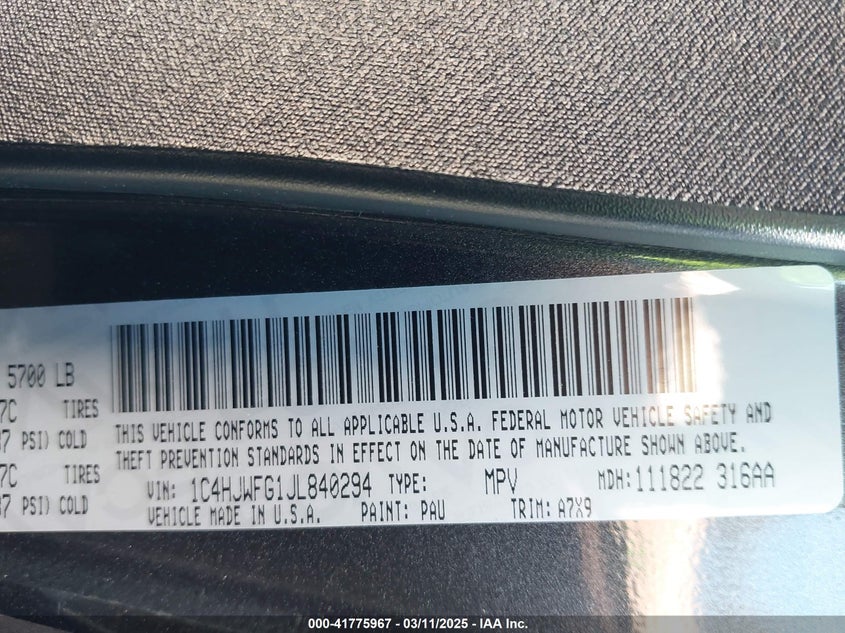 5700 LB
7C TIRES
37 PSI) COLD
7C TIRES
37 PSI) COLD
THIS VEHICLE CONFORMS TO ALL APPLICABLE U.S.A. FEDERAL MOTOR VEHICLE SAFETY AND
THEFT PREVENTION STANDARDS IN EFFECT ON THE DATE OF MANUFACTURE SHOWN ABOVE.
VIN: 1C4HJWFG1JL840294 TYPE: MPV MDH:111822 316AA
VEHICLE MADE IN U.S.A. PAINT: PAU TRIM: A7X9
000-41775967 - 03/11/2025 - IAA Inc.